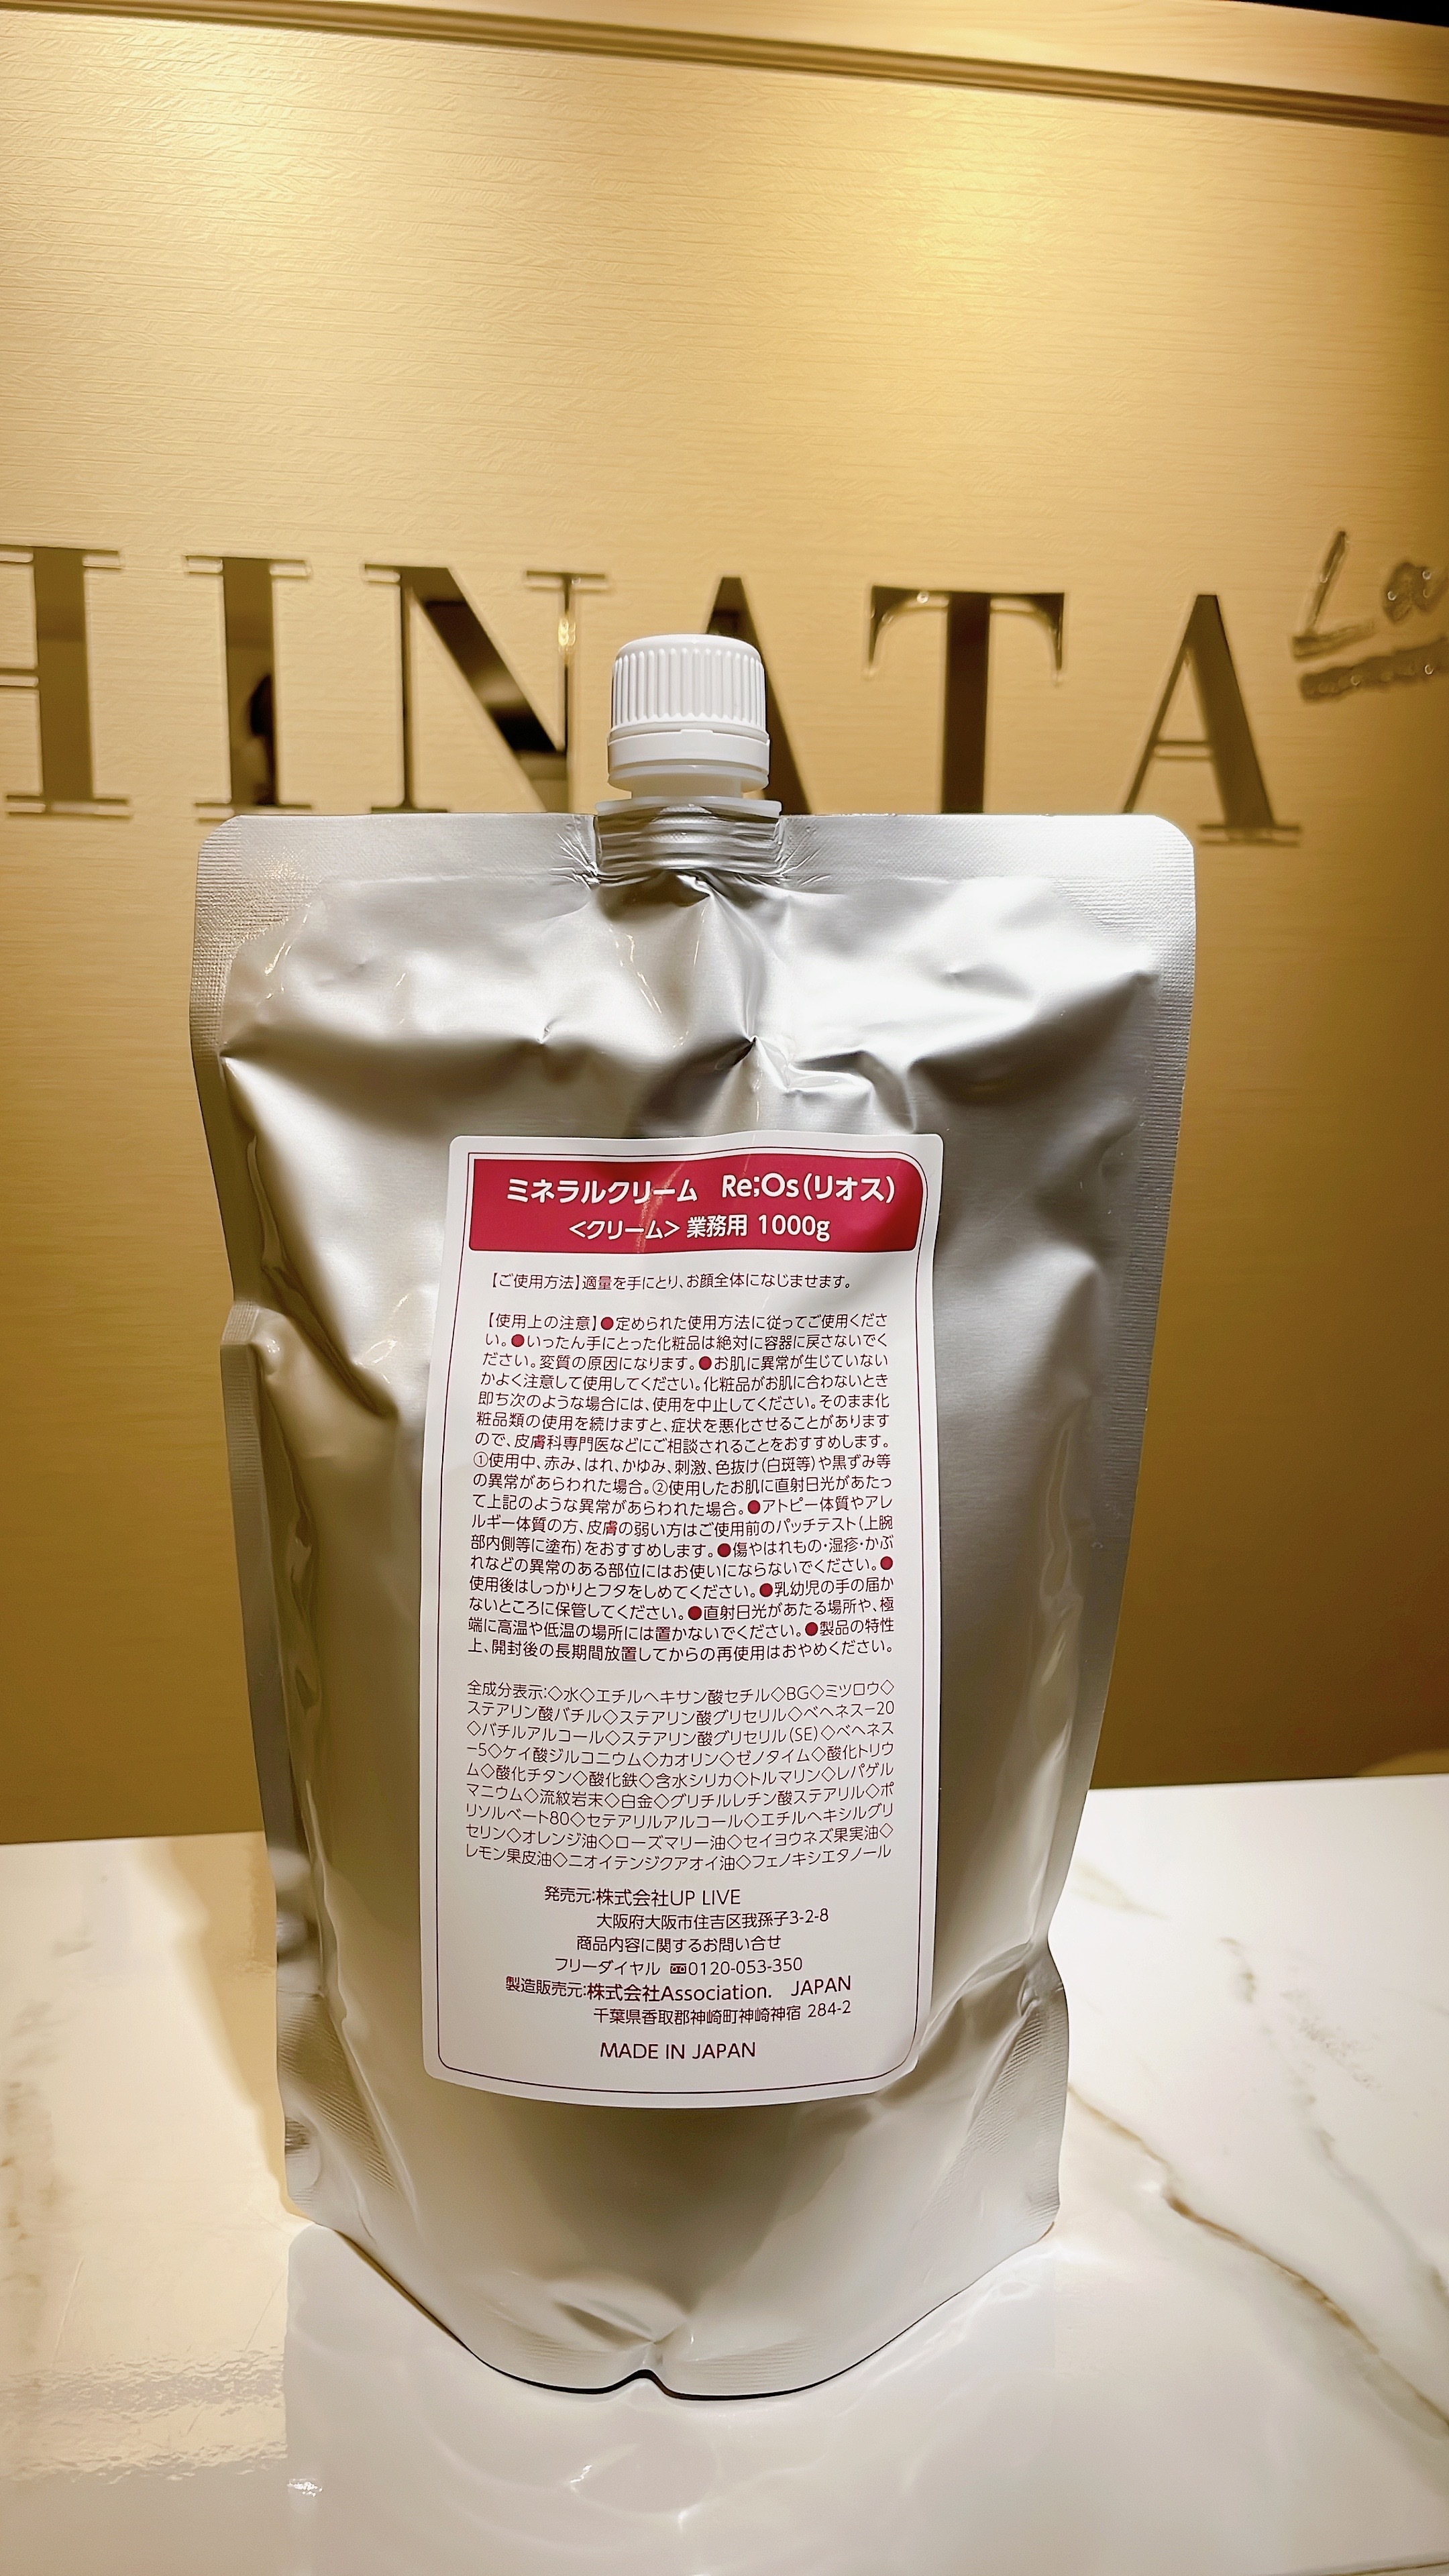 HINATA
ミネラルクリーム Re;Os(リオス)
<クリーム> 業務用 1000g
【ご使用方法】適量を手にとり、お顔全体になじませます。
【使用上の注意】●定められた使用方法に従ってご使用くださ
い。●いったん手にとった化粧品は絶対に容器に戻さないでく
ださい。変質の原因になります。●お肌に異常が生じていない
かよく注意して使用してください。化粧品がお肌に合わないとき
即ち次のような場合には、使用を中止してください。そのまま化
粧品類の使用を続けますと、症状を悪化させることがあります
ので、皮膚科専門医などにご相談されることをおすすめします。
①使用中、赤み、はれ、かゆみ、刺激、色抜け(白斑等)や黒ずみ等
の異常があらわれた場合。②使用したお肌に直射日光があたっ
て上記のような異常があらわれた場合。●アトピー体質やアレ
ルギー体質の方、皮膚の弱い方はご使用前のパッチテスト(上腕
部内側等に塗布)をおすすめします。●傷やはれもの・湿疹・かぶ
れなどの異常のある部位にはお使いにならないでください。●
使用後はしっかりとフタをしめてください。●乳幼児の手の届か
ないところに保管してください。●直射日光があたる場所や、極
端に高温や低温の場所には置かないでください。●製品の特性
上、開封後の長期間放置してからの再使用はおやめください。
全成分表示:◇水◇エチルヘキサン酸セチル◇BG◇ミツロウ◇
ステアリン酸バチル◇ステアリン酸グリセリル◇ベヘネス−20
◇バチルアルコール◇ステアリン酸グリセリル(SE)◇ベヘネス
−5◇ケイ酸ジルコニウム◇カオリン◇ゼノタイム◇酸化トリウ
ム◇酸化チタン◇酸化鉄◇含水シリカ◇トルマリン◇レパゲル
マニウム◇流紋岩末◇白金◇グリチルレチン酸ステアリル◇ポ
リソルベート80◇セテアリルアルコール◇エチルヘキシルグリ
セリン◇オレンジ油◇ローズマリー油◇セイヨウネズ果実油◇
レモン果皮油◇ニオイテンジクアオイ油◇フェノキシエタノール
発売元:株式会社UP LIVE
大阪府大阪市住吉区我孫子3-2-8
商品内容に関するお問い合せ
フリーダイヤル 0120-053-350
製造販売元:株式会社Association. JAPAN
千葉県香取郡神崎町神崎神宿 284-2
MADE IN JAPAN